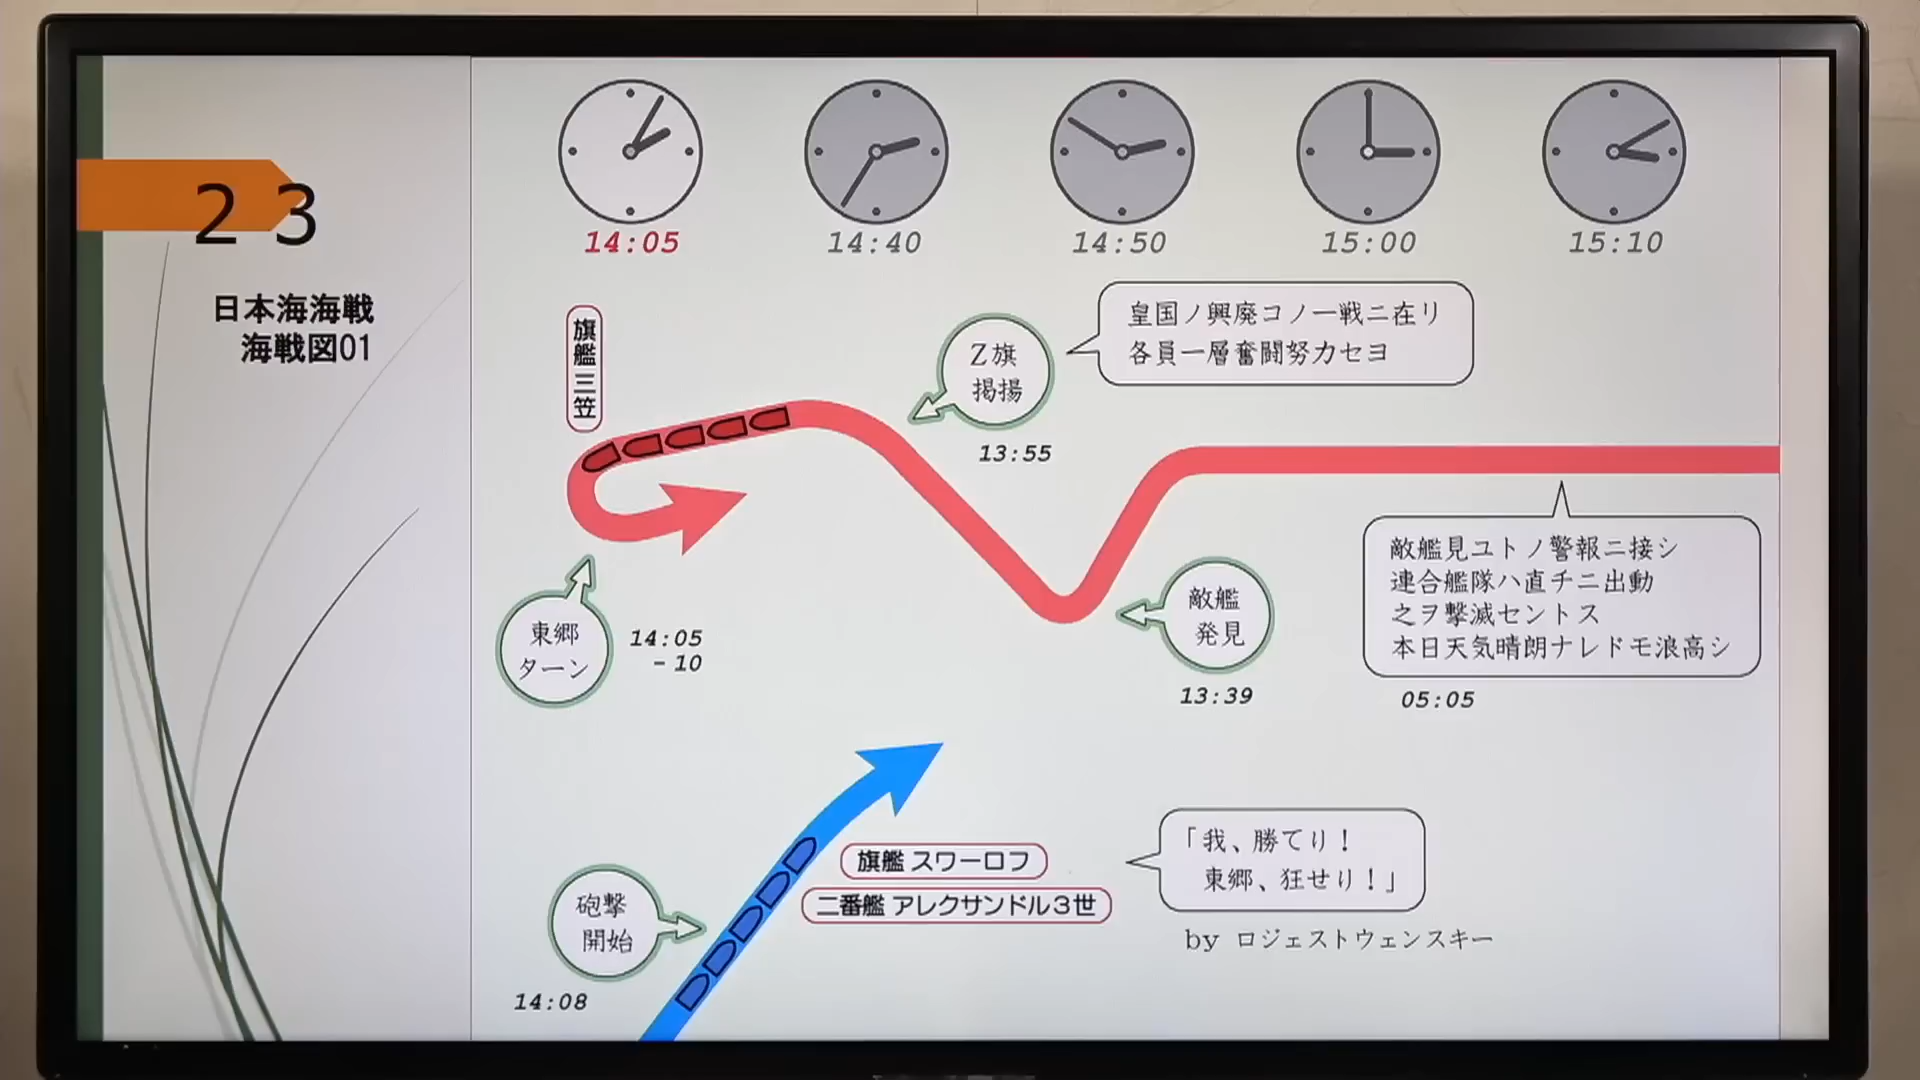 23
日本海海戦
海戦図01
14:05
14:40
14:50
15:00
15:10
旗艦三笠
Z旗
掲揚
13:55
皇国ノ興廃コノ一戦ニ在リ
各員一層奮闘努力セヨ
東郷
ターン
14:05
-10
敵艦
発見
13:39
敵艦見ユトノ警報ニ接シ
連合艦隊ハ直チニ出動
之ヲ撃滅セントス
本日天気晴朗ナレドモ浪高シ
05:05
砲撃
開始
14:08
旗艦 スワーロフ
二番艦 アレクサンドル3世
「我、勝てり！
東郷、狂せり！」
by ロジェストウェンスキー